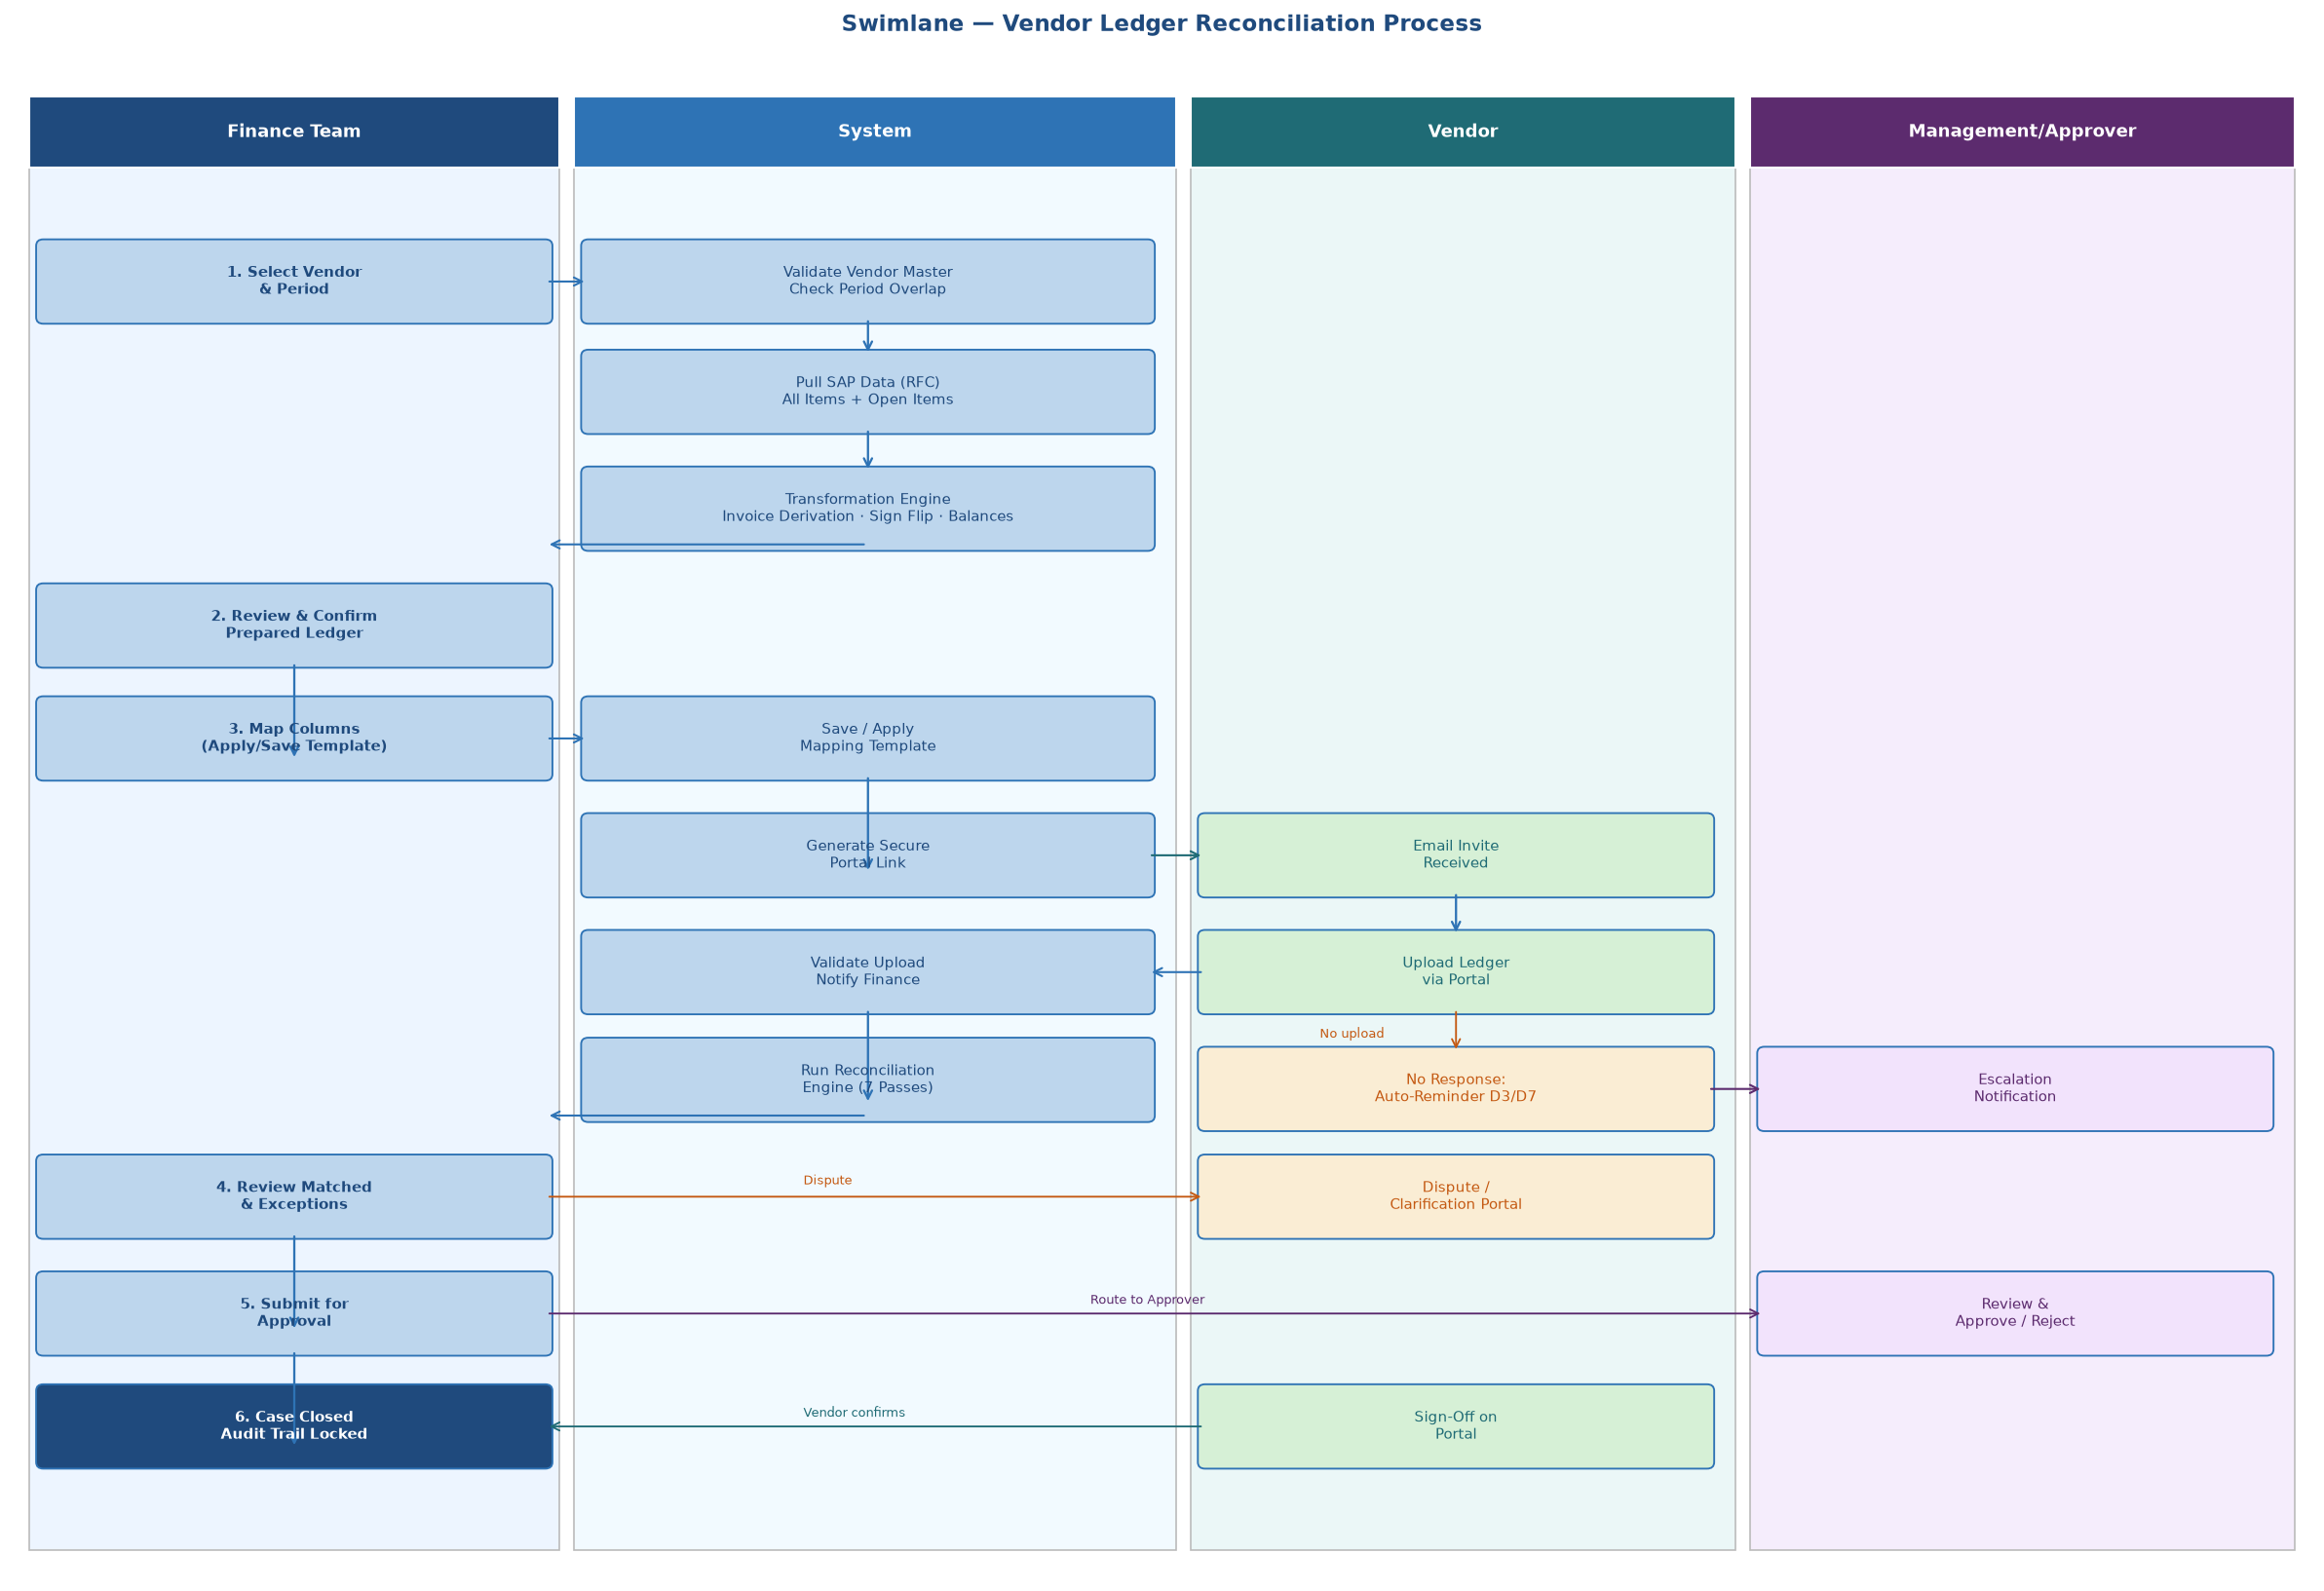 Swimlane — Vendor Ledger Reconciliation Process
Finance Team
System
Vendor
Management/Approver
1. Select Vendor
& Period
Validate Vendor Master
Check Period Overlap
Pull SAP Data (RFC)
All Items + Open Items
Transformation Engine
Invoice Derivation · Sign Flip · Balances
2. Review & Confirm
Prepared Ledger
3. Map Columns
(Apply/Save Template)
Save / Apply
Mapping Template
Generate Secure
Portal Link
Email Invite
Received
Validate Upload
Notify Finance
Upload Ledger
via Portal
No upload
Run Reconciliation
Engine (7 Passes)
No Response:
Auto-Reminder D3/D7
Escalation
Notification
4. Review Matched
& Exceptions
Dispute
Dispute /
Clarification Portal
5. Submit for
Approval
Route to Approver
Review &
Approve / Reject
6. Case Closed
Audit Trail Locked
Vendor confirms
Sign-Off on
Portal